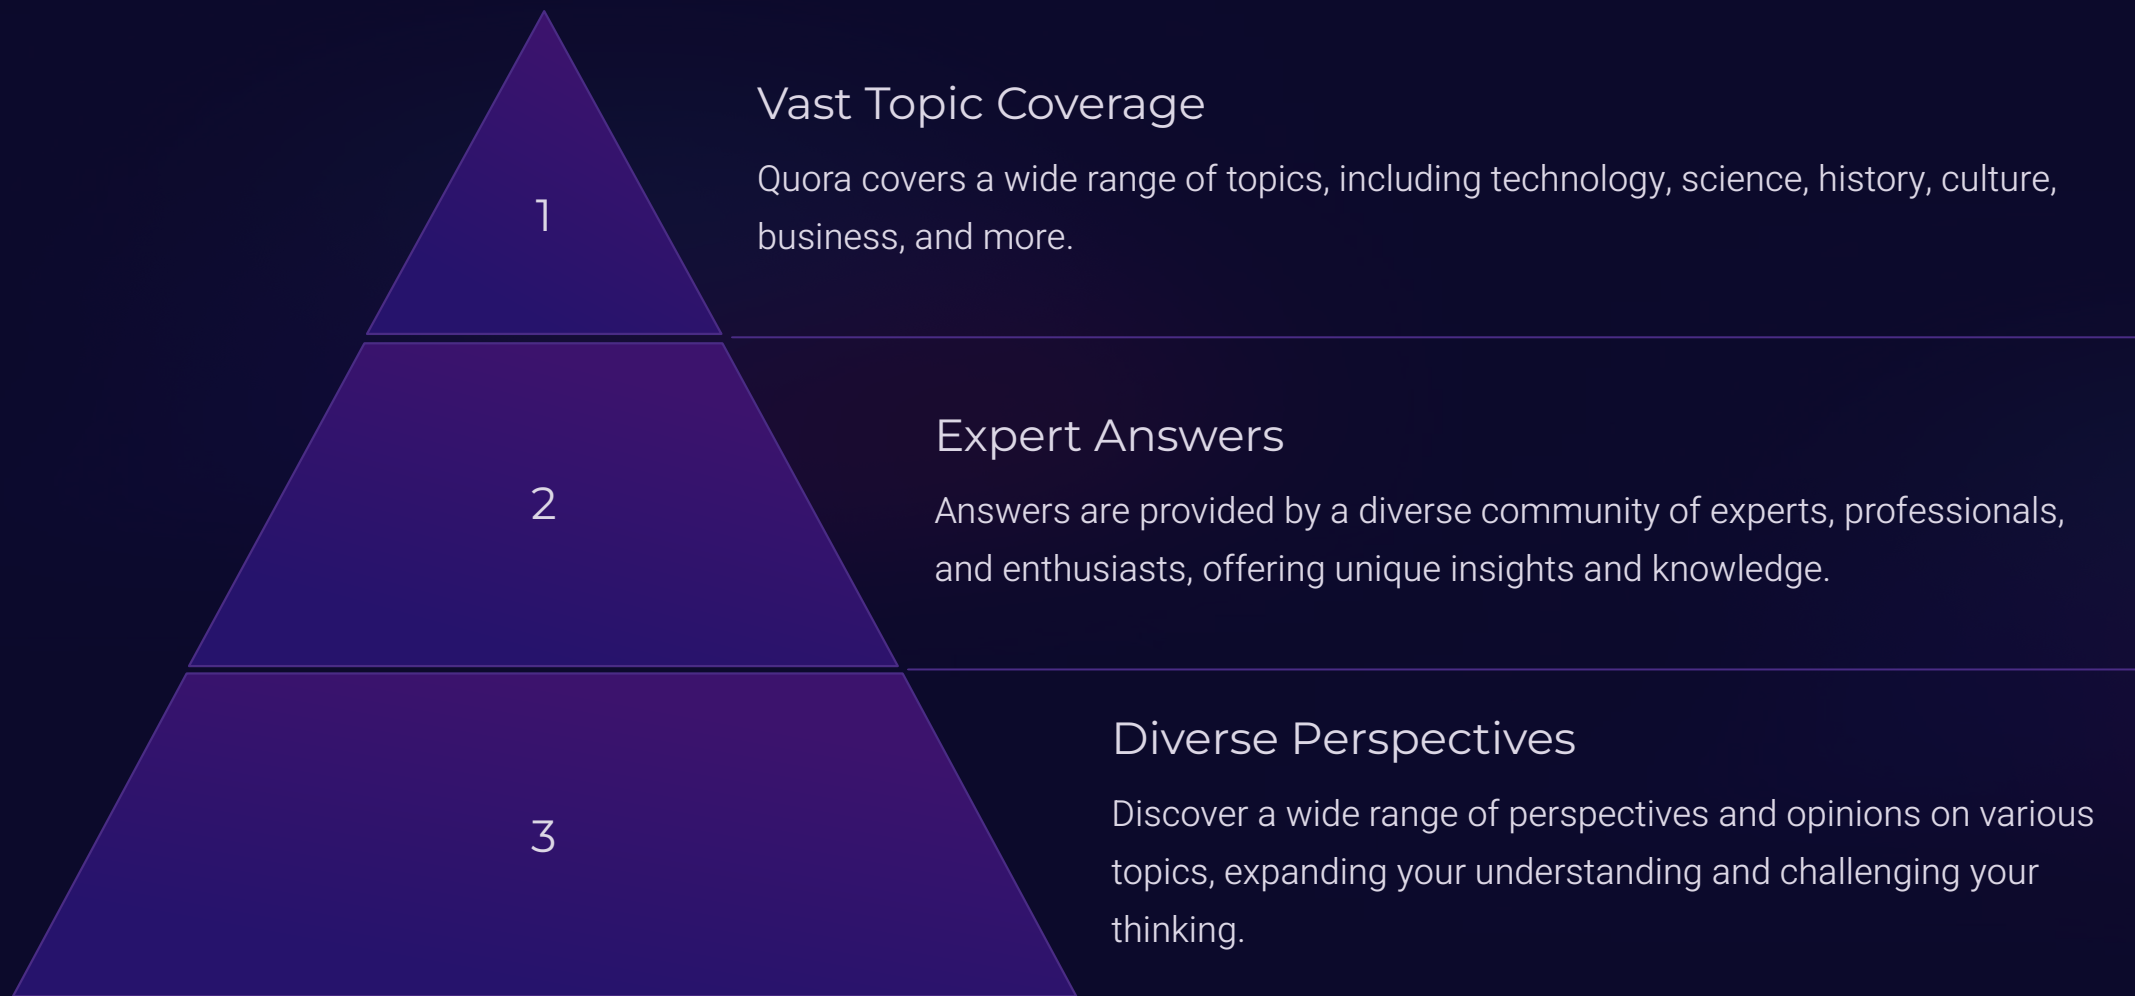 1
Vast Topic Coverage
Quora covers a wide range of topics, including technology, science, history, culture,
business, and more.
2
Expert Answers
Answers are provided by a diverse community of experts, professionals,
and enthusiasts, offering unique insights and knowledge.
3
Diverse Perspectives
Discover a wide range of perspectives and opinions on various
topics, expanding your understanding and challenging your
thinking.